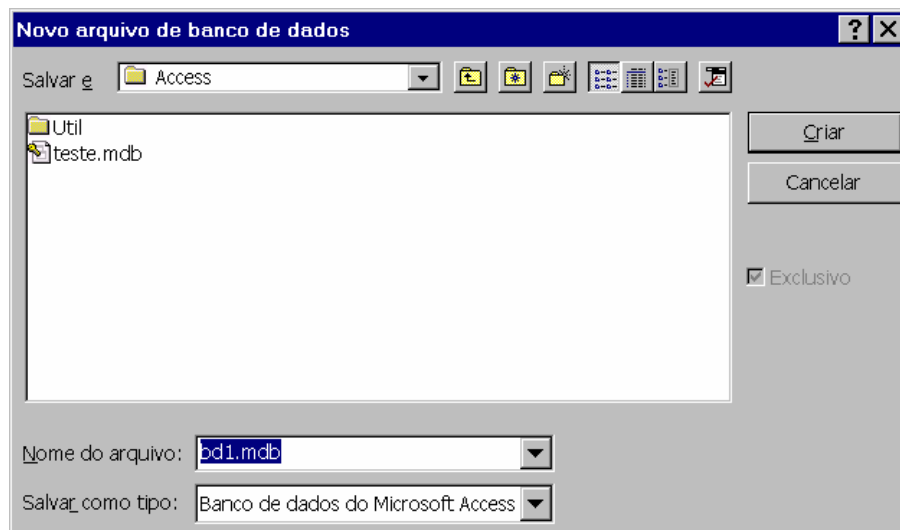 Novo arquivo de banco de dados
Salvar e Access
Util
teste.mdb
Criar
Cancelar
Exclusivo
Nome do arquivo: bd1.mdb
Salvar como tipo: Banco de dados do Microsoft Access